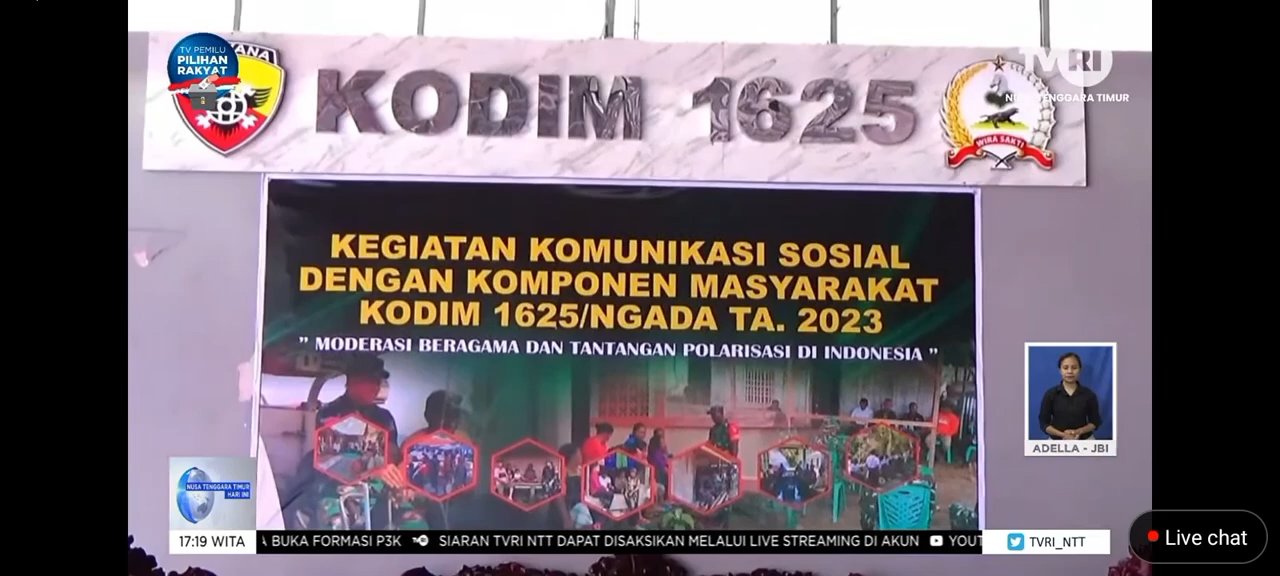 TV PEMILU
PILIHAN
RAKYAT
KODIM 1625
WIRA SAKTI
TVRI
NUSA TENGGARA TIMUR
KEGIATAN KOMUNIKASI SOSIAL
DENGAN KOMPONEN MASYARAKAT
KODIM 1625/NGADA TA. 2023
" MODERASI BERAGAMA DAN TANTANGAN POLARISASI DI INDONESIA "
ADELLA - JBI
NUSA TENGGARA TIMUR
HARI INI
17:19 WITA
BUKA FORMASI P3K SIARAN TVRI NTT DAPAT DISAKSIKAN MELALUI LIVE STREAMING DI AKUN
TVRI_NTT
Live chat